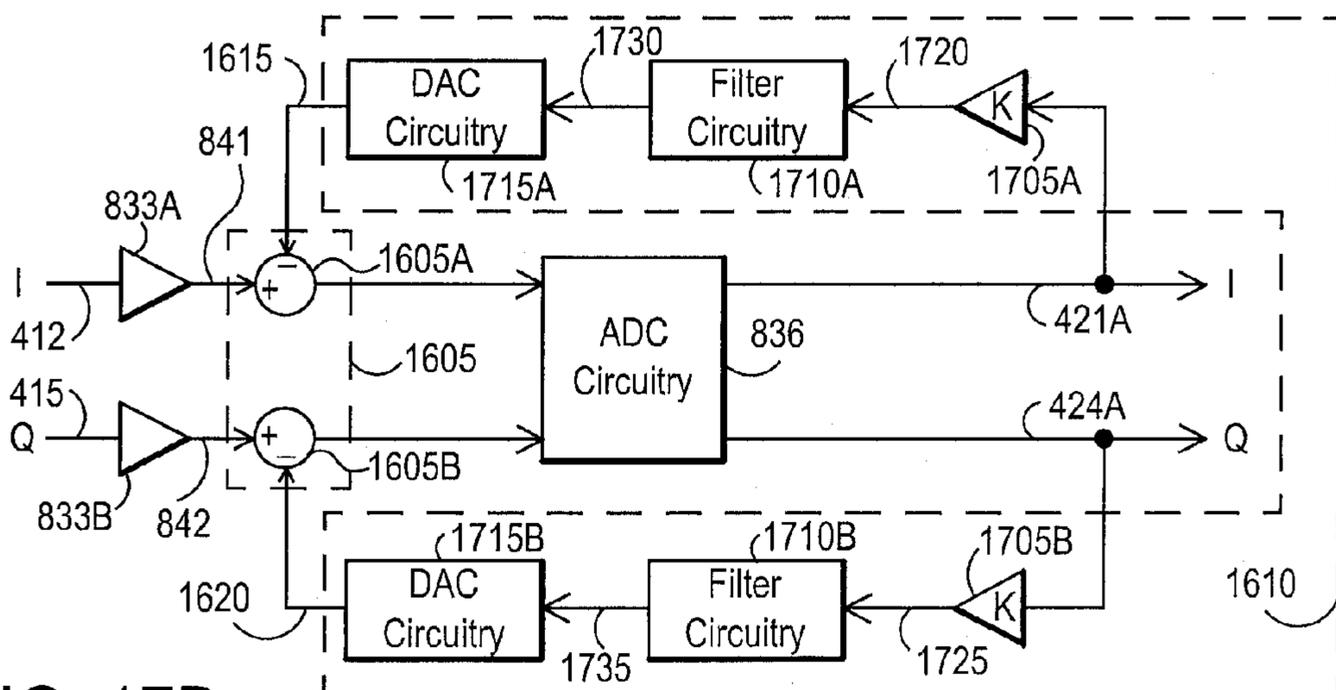 1615
1730
1720
DAC
Circuitry
Filter
Circuitry
K
841
1715A
1710A
1705A
833A
- 
1605A
I
+
I
412
421A
ADC
Circuitry
836
1605
415
424A
Q
+
Q
-
1605B
833B
842
1715B
1710B
1705B
1620
DAC
Circuitry
Filter
Circuitry
K
1610
1735
1725